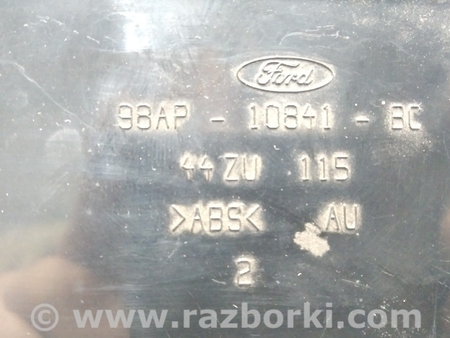 Ford
98AP - 10841 - BC
44ZU 115
>ABS< AU
2
© www.razborki.com